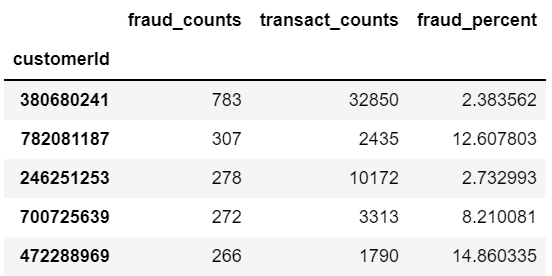 fraud_counts transact_counts fraud_percent
customerId
380680241 783 32850 2.383562
782081187 307 2435 12.607803
246251253 278 10172 2.732993
700725639 272 3313 8.210081
472288969 266 1790 14.860335